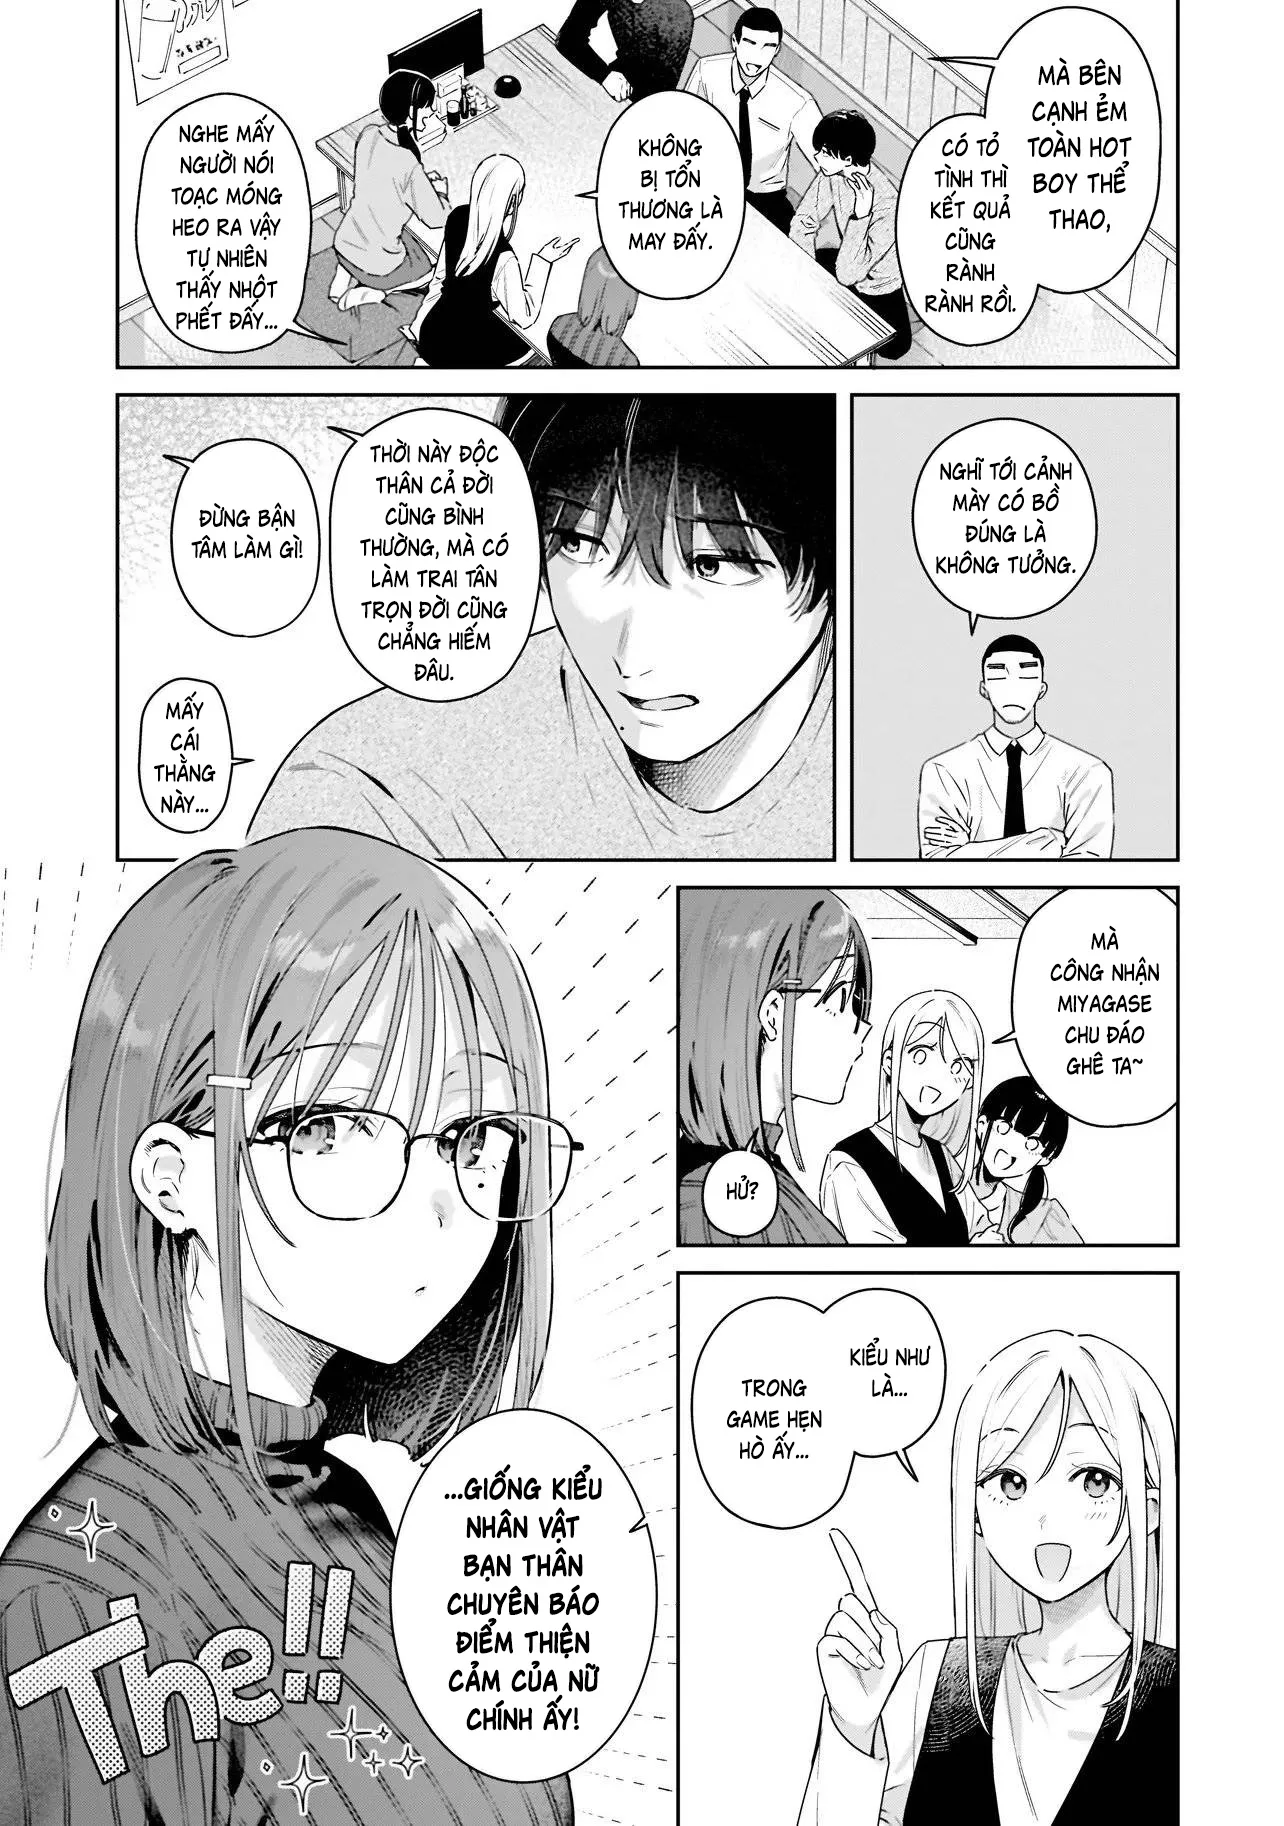 MÀ BÊN
CẠNH ẺM
TOÀN HOT
BOY THỂ
THAO,
CÓ TỎ
TÌNH THÌ
KẾT QUẢ
CŨNG
RÀNH
RÀNH RỒI.
KHÔNG
BỊ TỔN
THƯƠNG LÀ
MAY ĐẤY.
NGHE MẤY
NGƯỜI NÓI
TOẠC MÓNG
HEO RA VẬY
TỰ NHIÊN
THẤY NHỘT
PHẾT ĐẤY...
NGHĨ TỚI CẢNH
MÀY CÓ BỒ
ĐÚNG LÀ
KHÔNG TƯỞNG.
THỜI NÀY ĐỘC
THÂN CẢ ĐỜI
CŨNG BÌNH
THƯỜNG, MÀ CÓ
LÀM TRAI TÂN
TRỌN ĐỜI CŨNG
CHẲNG HIẾM
ĐÂU.
ĐỪNG BẬN
TÂM LÀM GÌ!
MẤY
CÁI
THẰNG
NÀY...
MÀ
CÔNG NHẬN
MIYAGASE
CHU ĐÁO
GHÊ TA~
HỬ?
KIỂU NHƯ
LÀ...
TRONG
GAME HẸN
HÒ ẤY...
...GIỐNG KIỂU
NHÂN VẬT
BẠN THÂN
CHUYÊN BÁO
ĐIỂM THIỆN
CẢM CỦA NỮ
CHÍNH ẤY!
The!!